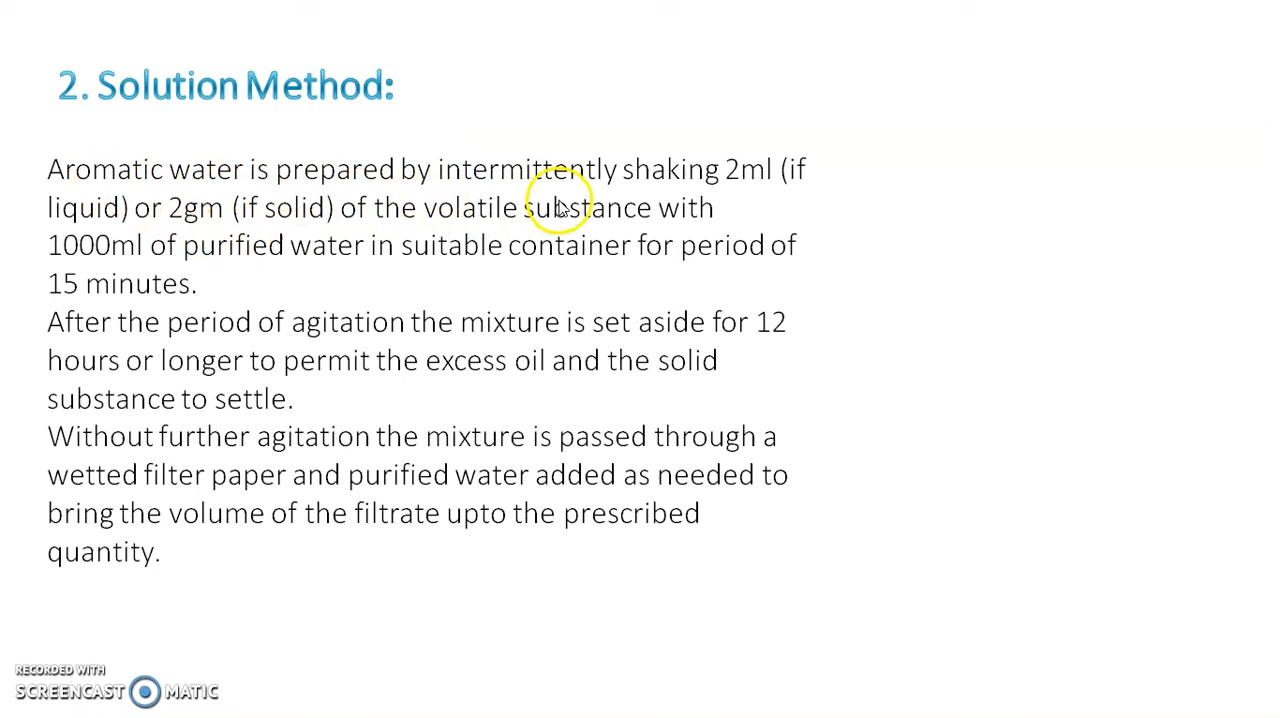 2. Solution Method:
Aromatic water is prepared by intermittently shaking 2ml (if
liquid) or 2gm (if solid) of the volatile substance with
1000ml of purified water in suitable container for period of
15 minutes.
After the period of agitation the mixture is set aside for 12
hours or longer to permit the excess oil and the solid
substance to settle.
Without further agitation the mixture is passed through a
wetted filter paper and purified water added as needed to
bring the volume of the filtrate upto the prescribed
quantity.
RECORDED WITH
SCREENCAST MATIC